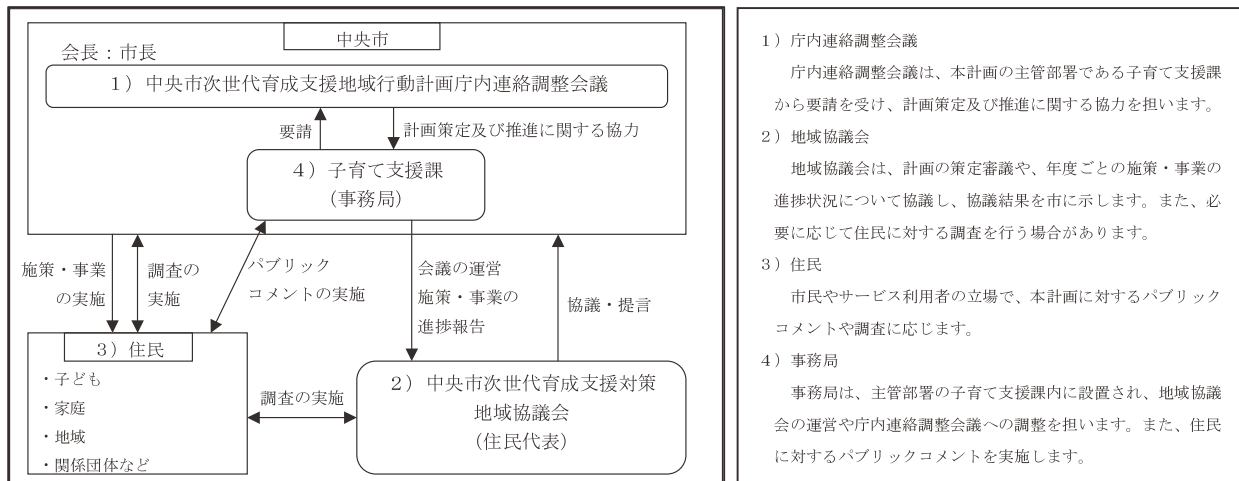 中央市
会長：市長
１）中央市次世代育成支援地域行動計画庁内連絡調整会議
要請
計画策定及び推進に関する協力
４）子育て支援課
（事務局）
施策・事業
の実施
調査の
実施
パブリック
コメントの実施
会議の運営
施策・事業の
進捗報告
協議・提言
３）住民
・子ども
・家庭
・地域
・関係団体など
調査の実施
２）中央市次世代育成支援対策
地域協議会
（住民代表）
１）庁内連絡調整会議
庁内連絡調整会議は、本計画の主管部署である子育て支援課
から要請を受け、計画策定及び推進に関する協力を担います。
２）地域協議会
地域協議会は、計画の策定審議や、年度ごとの施策・事業の
進捗状況について協議し、協議結果を市に示します。また、必
要に応じて住民に対する調査を行う場合があります。
３）住民
市民やサービス利用者の立場で、本計画に対するパブリック
コメントや調査に応じます。
４）事務局
事務局は、主管部署の子育て支援課内に設置され、地域協議
会の運営や庁内連絡調整会議への調整を担います。また、住民
に対するパブリックコメントを実施します。